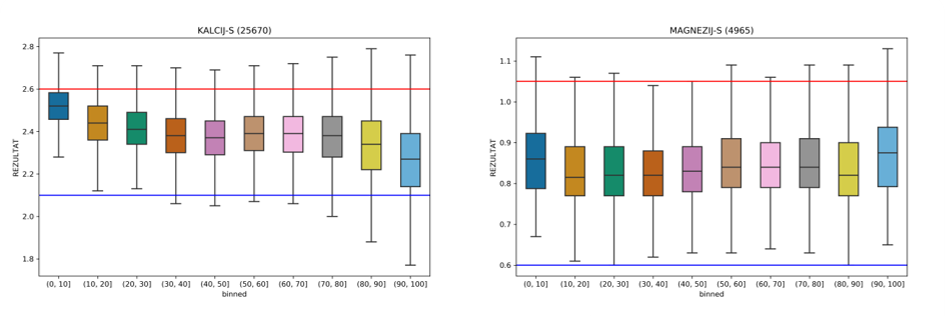 KALCIJ-S (25670)
2.8
2.6
2.4
2.2
2.0
1.8
REZULTAT
(0, 10] (10, 20] (20, 30] (30, 40] (40, 50] (50, 60] (60, 70] (70, 80] (80, 90] (90, 100]
binned
MAGNEZIJ-S (4965)
1.1
1.0
0.9
0.8
0.7
0.6
REZULTAT
(0, 10] (10, 20] (20, 30] (30, 40] (40, 50] (50, 60] (60, 70] (70, 80] (80, 90] (90, 100]
binned